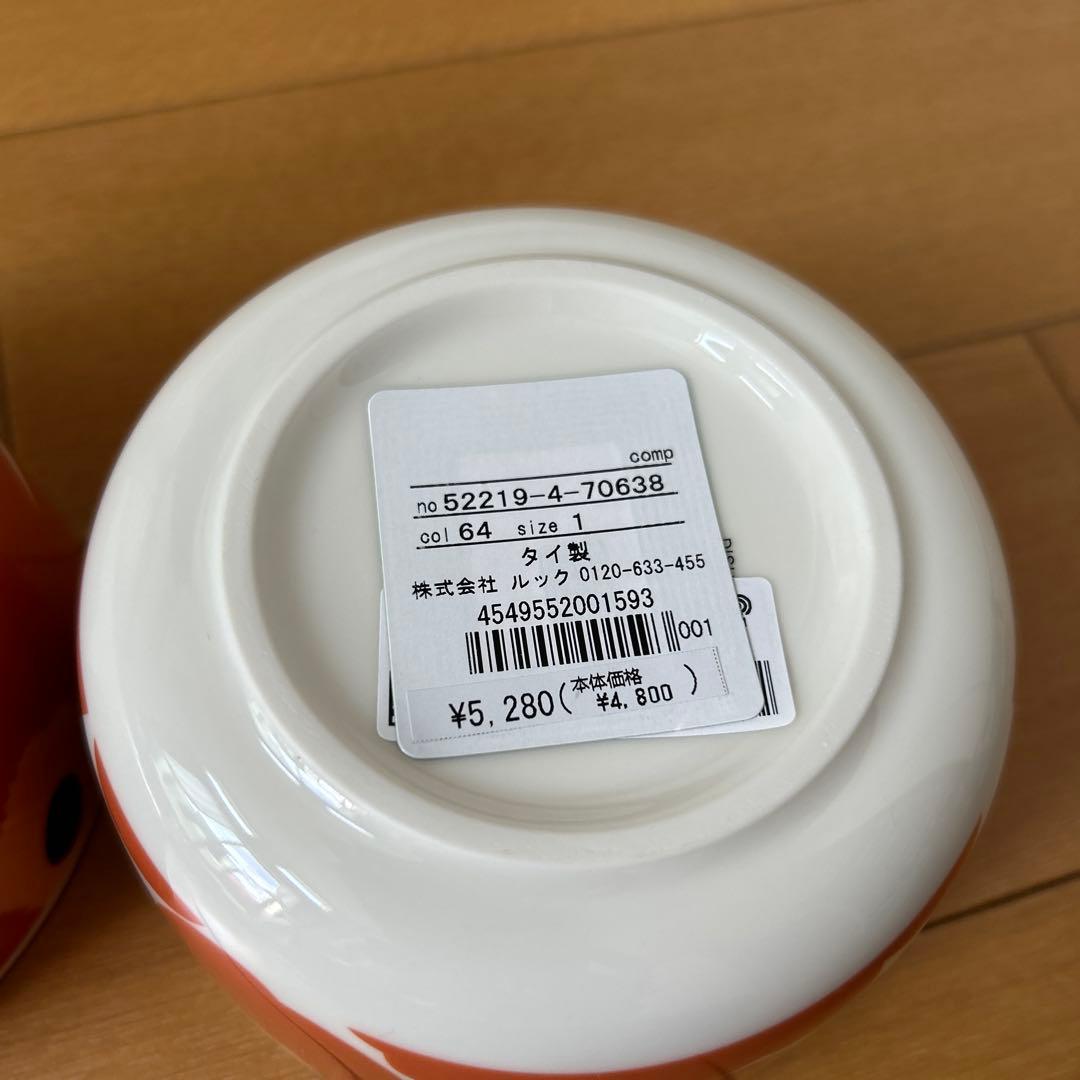 comp
no 52219-4-70638
col 64 size 1
タイ製
株式会社 ルック 0120-633-455
4549552001593
001
¥5,280(本体価格 ¥4,800)